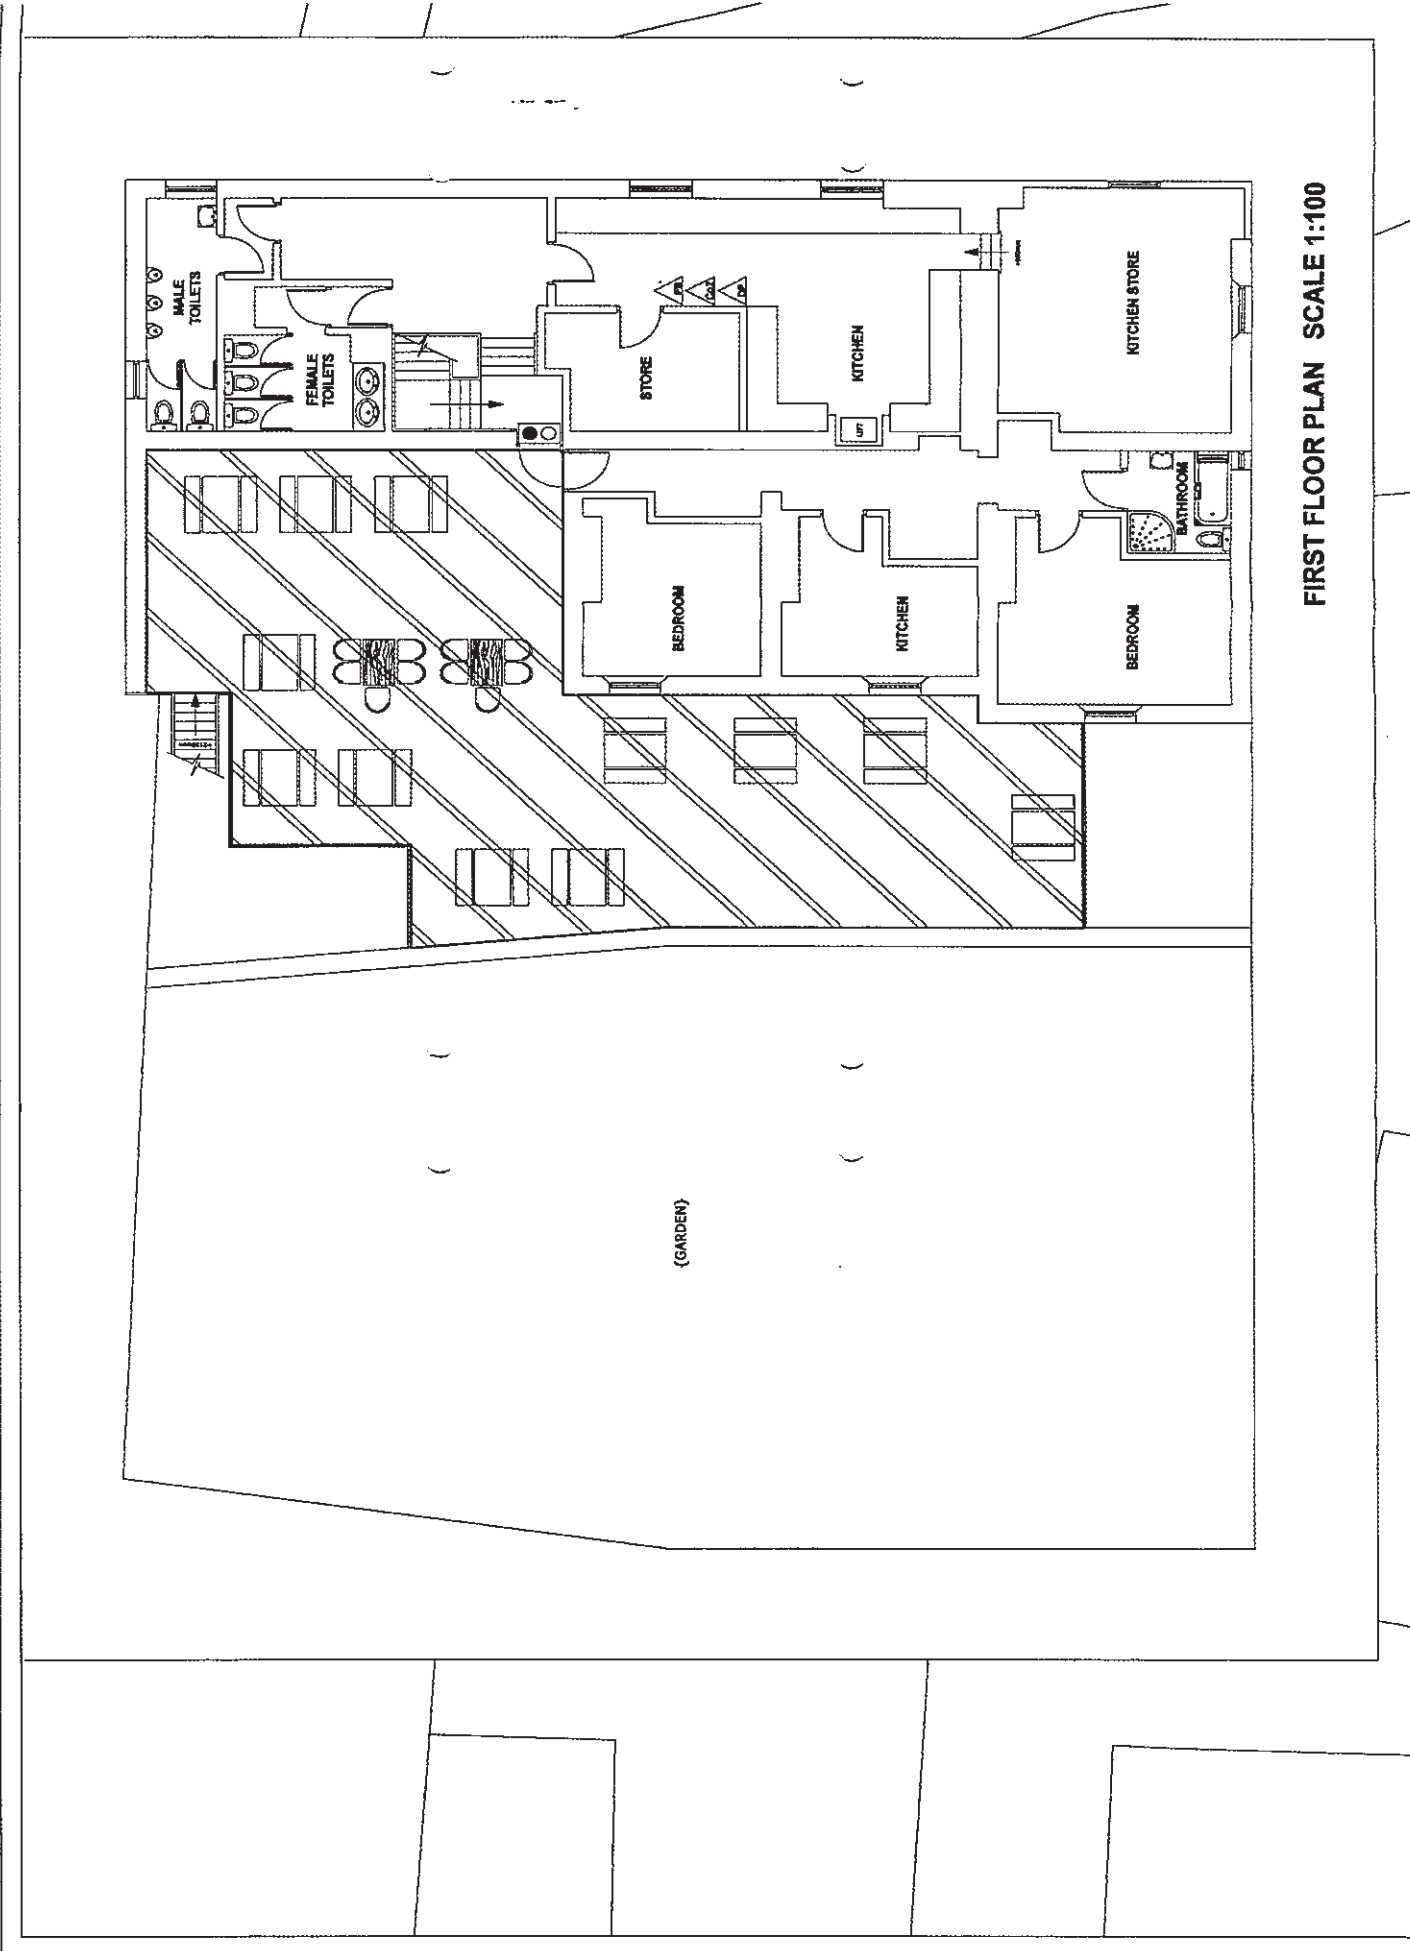 MALE
TOILETS
FEMALE
TOILETS
STORE
KITCHEN
KITCHEN STORE
LIFT
CO2
BEDROOM
KITCHEN
BEDROOM
BATHROOM
{GARDEN}
FIRST FLOOR PLAN SCALE 1:100